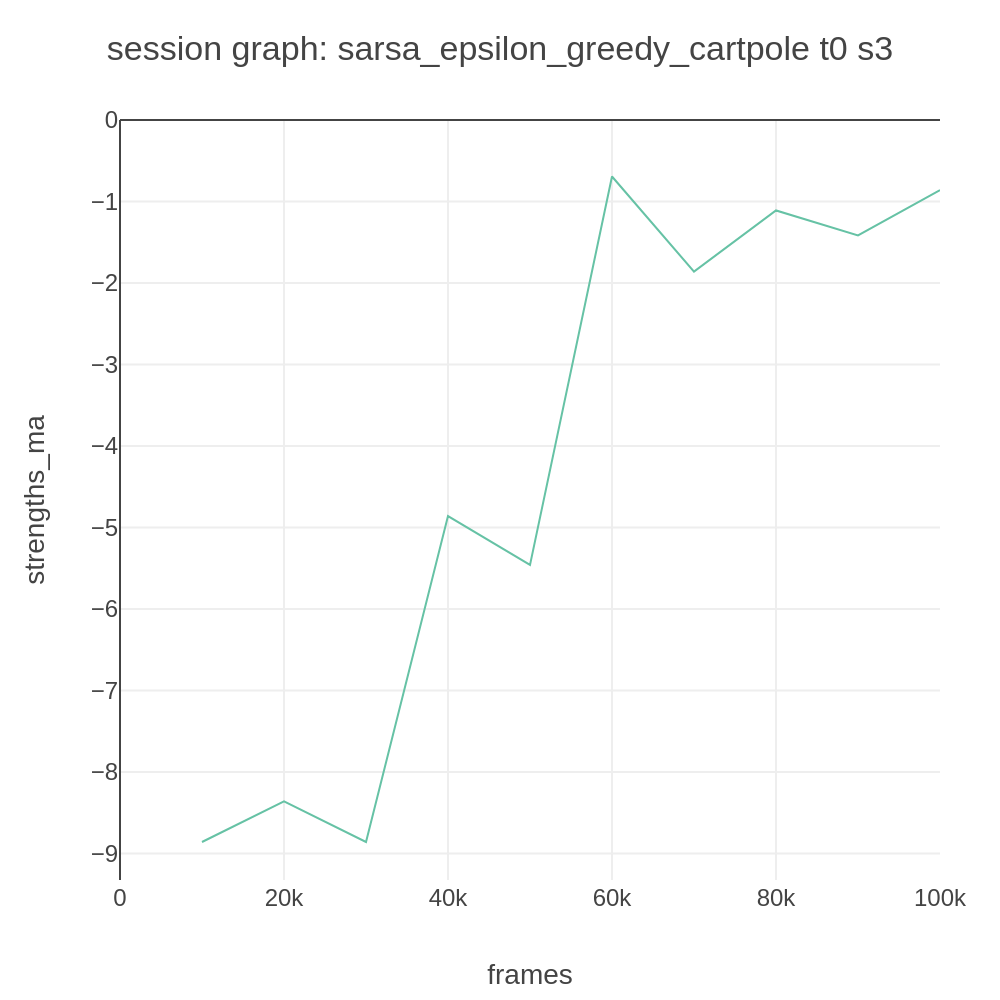 session graph: sarsa_epsilon_greedy_cartpole t0 s3
0
−1
−2
−3
−4
−5
−6
−7
−8
−9
strengths_ma
0 20k 40k 60k 80k 100k
frames